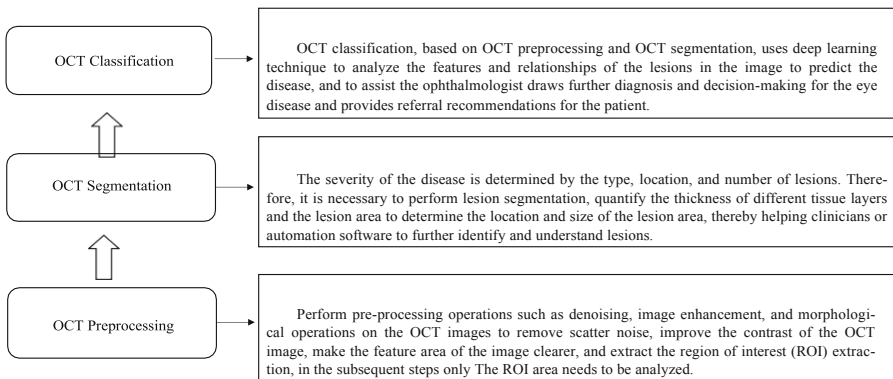 OCT Classification
OCT classification, based on OCT preprocessing and OCT segmentation, uses deep learning
technique to analyze the features and relationships of the lesions in the image to predict the
disease, and to assist the ophthalmologist draws further diagnosis and decision-making for the eye
disease and provides referral recommendations for the patient.
OCT Segmentation
The severity of the disease is determined by the type, location, and number of lesions. There-
fore, it is necessary to perform lesion segmentation, quantify the thickness of different tissue layers
and the lesion area to determine the location and size of the lesion area, thereby helping clinicians or
automation software to further identify and understand lesions.
OCT Preprocessing
Perform pre-processing operations such as denoising, image enhancement, and morphologi-
cal operations on the OCT images to remove scatter noise, improve the contrast of the OCT
image, make the feature area of the image clearer, and extract the region of interest (ROI) extrac-
tion, in the subsequent steps only The ROI area needs to be analyzed.